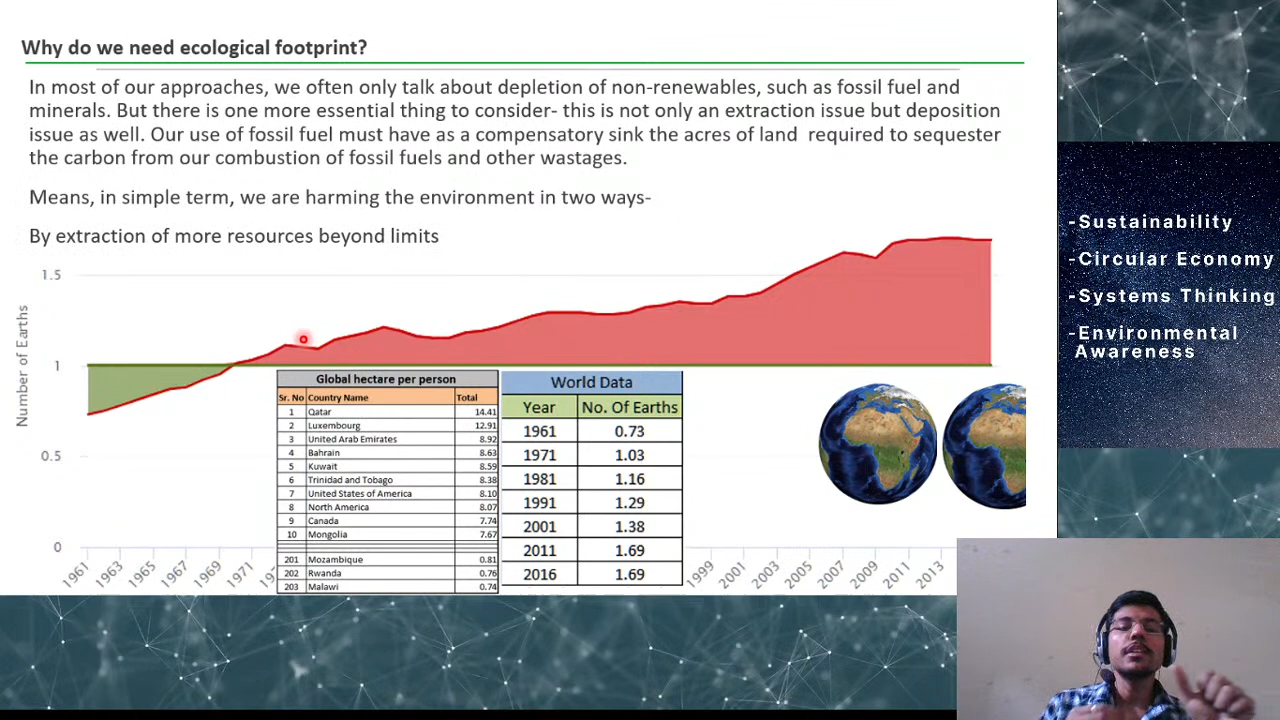 Why do we need ecological footprint?
In most of our approaches, we often only talk about depletion of non-renewables, such as fossil fuel and
minerals. But there is one more essential thing to consider- this is not only an extraction issue but deposition
issue as well. Our use of fossil fuel must have as a compensatory sink the acres of land required to sequester
the carbon from our combustion of fossil fuels and other wastages.
Means, in simple term, we are harming the environment in two ways-
By extraction of more resources beyond limits
-Sustainability
-Circular Economy
-Systems Thinking
-Environmental
Awareness
Number of Earths
1.5
1
0.5
0
Global hectare per person
Sr. No Country Name Total
1 Qatar 14.41
2 Luxembourg 12.91
3 United Arab Emirates 8.92
4 Bahrain 8.63
5 Kuwait 8.59
6 Trinidad and Tobago 8.38
7 United States of America 8.10
8 North America 8.07
9 Canada 7.74
10 Mongolia 7.67
201 Mozambique 0.81
202 Rwanda 0.76
203 Malawi 0.74
World Data
Year No. Of Earths
1961 0.73
1971 1.03
1981 1.16
1991 1.29
2001 1.38
2011 1.69
2016 1.69
1961 1963 1965 1967 1969 1971 1999 2001 2003 2005 2007 2009 2011 2013